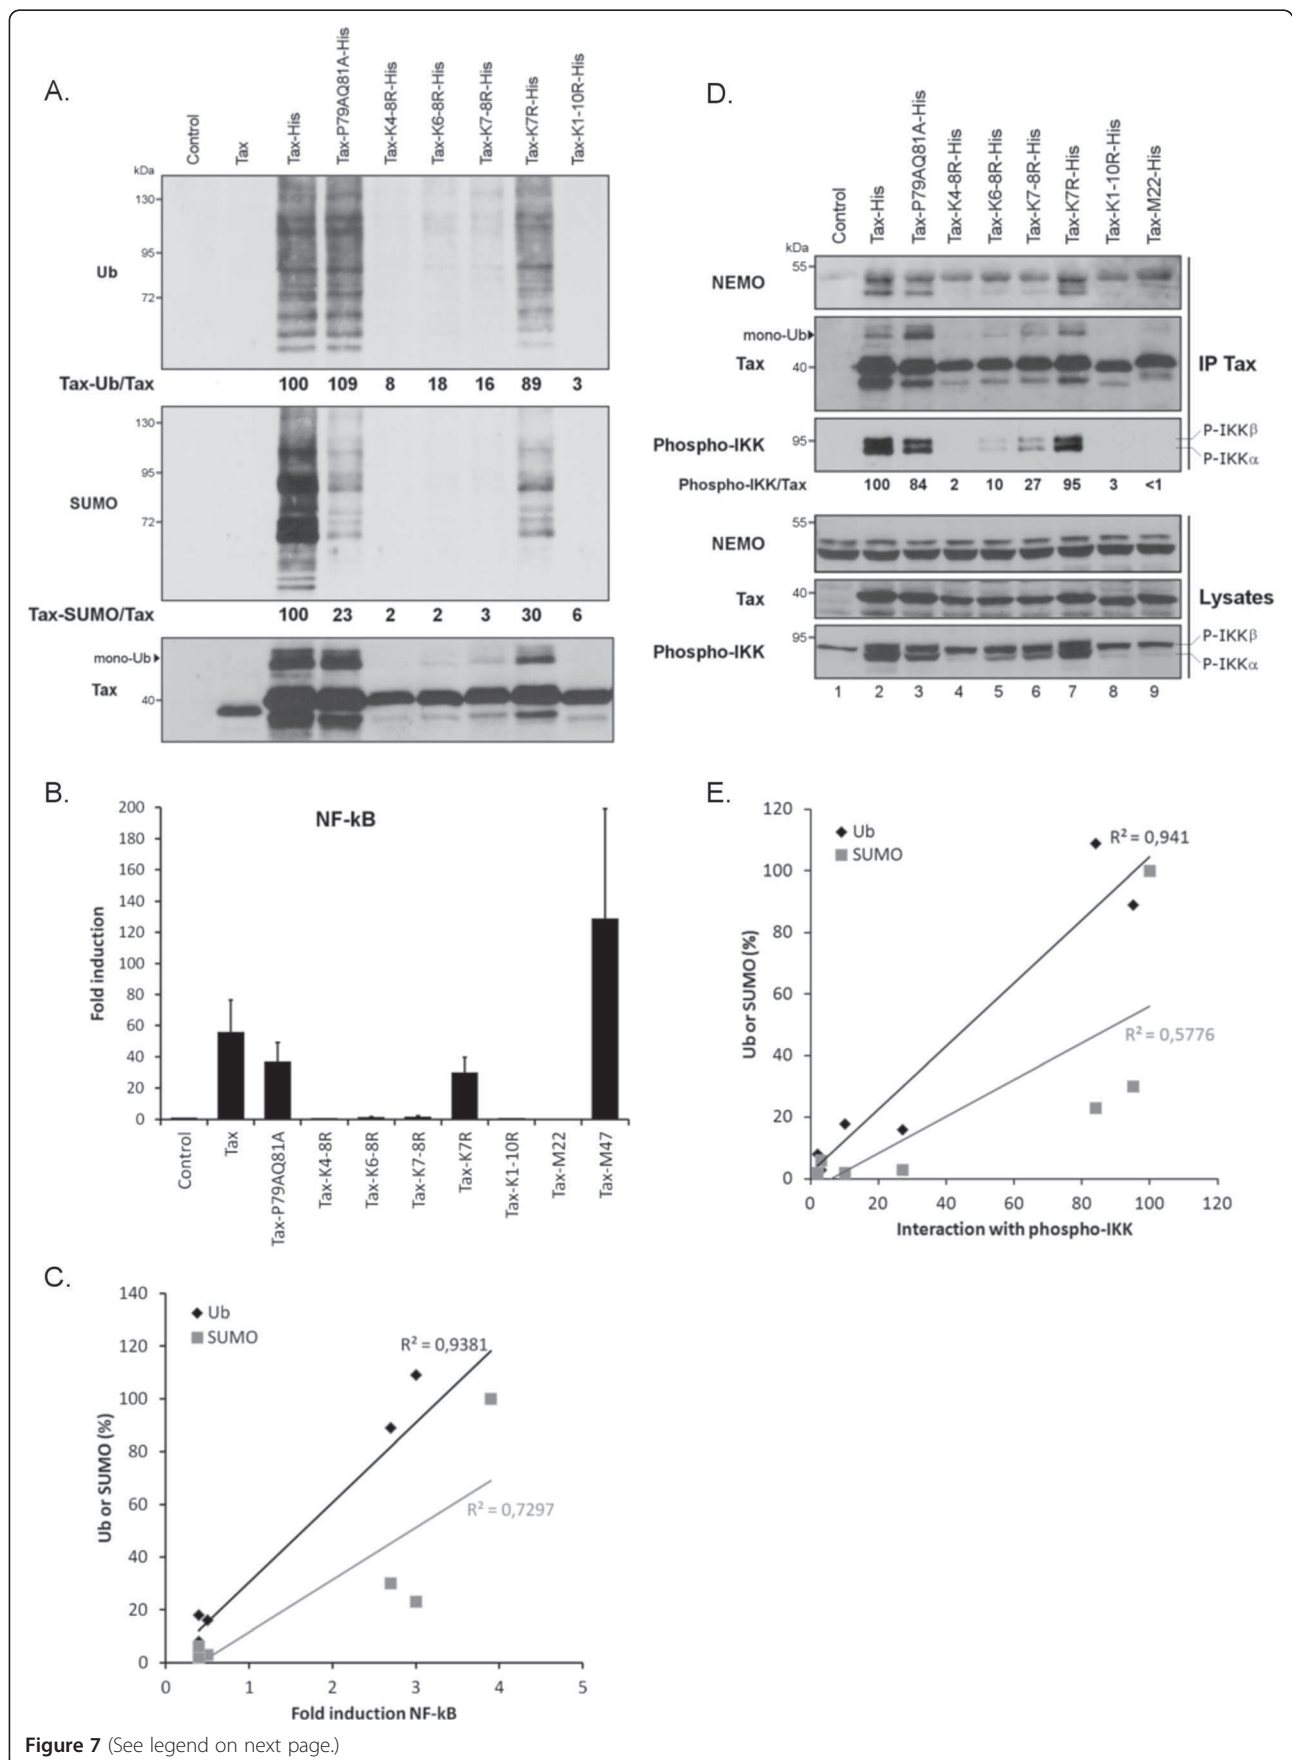 A.
Control
Tax
Tax-His
Tax-P79AQ81A-His
Tax-K4-8R-His
Tax-K6-8R-His
Tax-K7-8R-His
Tax-K7R-His
Tax-K1-10R-His
kDa
130
95
72
Ub
Tax-Ub/Tax 100 109 8 18 16 89 3
130
95
72
SUMO
Tax-SUMO/Tax 100 23 2 2 3 30 6
mono-Ub
Tax
40
D.
Control
Tax-His
Tax-P79AQ81A-His
Tax-K4-8R-His
Tax-K6-8R-His
Tax-K7-8R-His
Tax-K7R-His
Tax-K1-10R-His
Tax-M22-His
kDa
55
NEMO
mono-Ub
Tax
40
IP Tax
Phospho-IKK
95
P-IKKβ
P-IKKα
Phospho-IKK/Tax 100 84 2 10 27 95 3 <1
55
NEMO
Tax
40
Lysates
95
Phospho-IKK
P-IKKβ
P-IKKα
1 2 3 4 5 6 7 8 9
B.
NF-kB
Fold induction
200
180
160
140
120
100
80
60
40
20
0
Control
Tax
Tax-P79AQ81A
Tax-K4-8R
Tax-K6-8R
Tax-K7-8R
Tax-K7R
Tax-K1-10R
Tax-M22
Tax-M47
E.
Ub or SUMO (%)
120
100
80
60
40
20
0
Ub
SUMO
R² = 0,941
R² = 0,5776
0 20 40 60 80 100 120
Interaction with phospho-IKK
C.
Ub or SUMO (%)
140
120
100
80
60
40
20
0
Ub
SUMO
R² = 0,9381
R² = 0,7297
0 1 2 3 4 5
Fold induction NF-kB
Figure 7 (See legend on next page.)